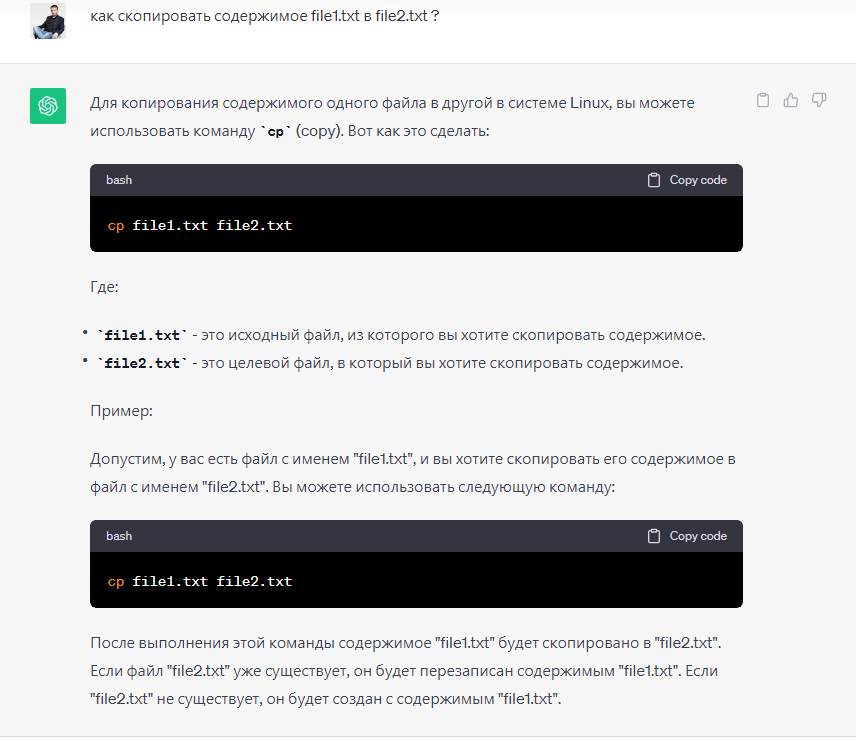 как скопировать содержимое file1.txt в file2.txt ?
Для копирования содержимого одного файла в другой в системе Linux, вы можете
использовать команду `cp` (copy). Вот как это сделать:
bash
Copy code
cp file1.txt file2.txt
Где:
• `file1.txt` - это исходный файл, из которого вы хотите скопировать содержимое.
• `file2.txt` - это целевой файл, в который вы хотите скопировать содержимое.
Пример:
Допустим, у вас есть файл с именем "file1.txt", и вы хотите скопировать его содержимое в
файл с именем "file2.txt". Вы можете использовать следующую команду:
bash
Copy code
cp file1.txt file2.txt
После выполнения этой команды содержимое "file1.txt" будет скопировано в "file2.txt".
Если файл "file2.txt" уже существует, он будет перезаписан содержимым "file1.txt". Если
"file2.txt" не существует, он будет создан с содержимым "file1.txt".